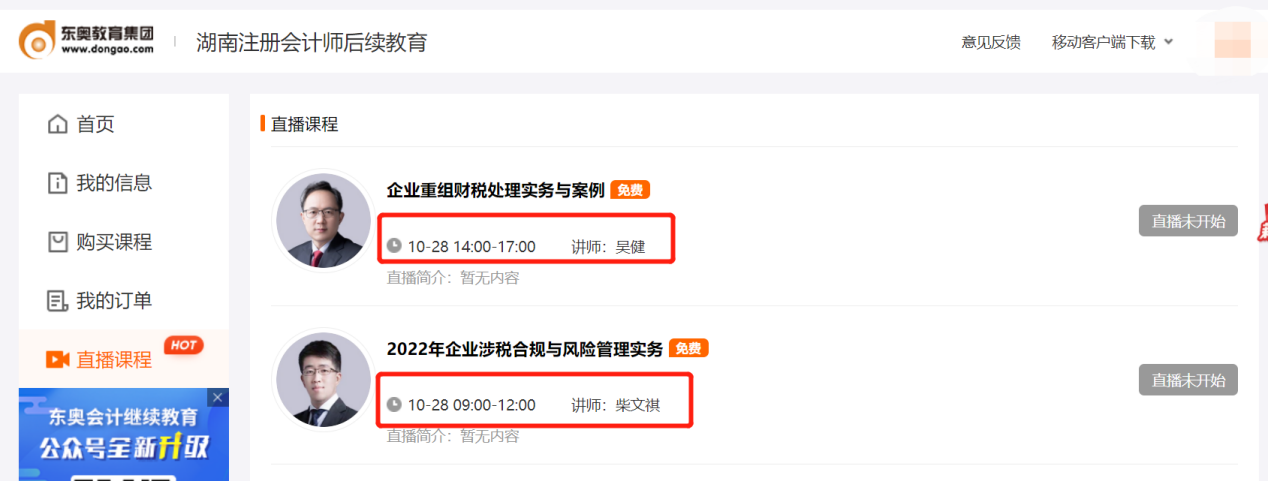 东奥教育集团
www.dongao.com
湖南注册会计师后续教育
意见反馈
移动客户端下载
首页
我的信息
购买课程
我的订单
直播课程
HOT
东奥会计继续教育
公众号全新升级
直播课程
企业重组财税处理实务与案例 免费
10-28 14:00-17:00 讲师：吴健
直播简介：暂无内容
直播未开始
2022年企业涉税合规与风险管理实务 免费
10-28 09:00-12:00 讲师：柴文祺
直播简介：暂无内容
直播未开始